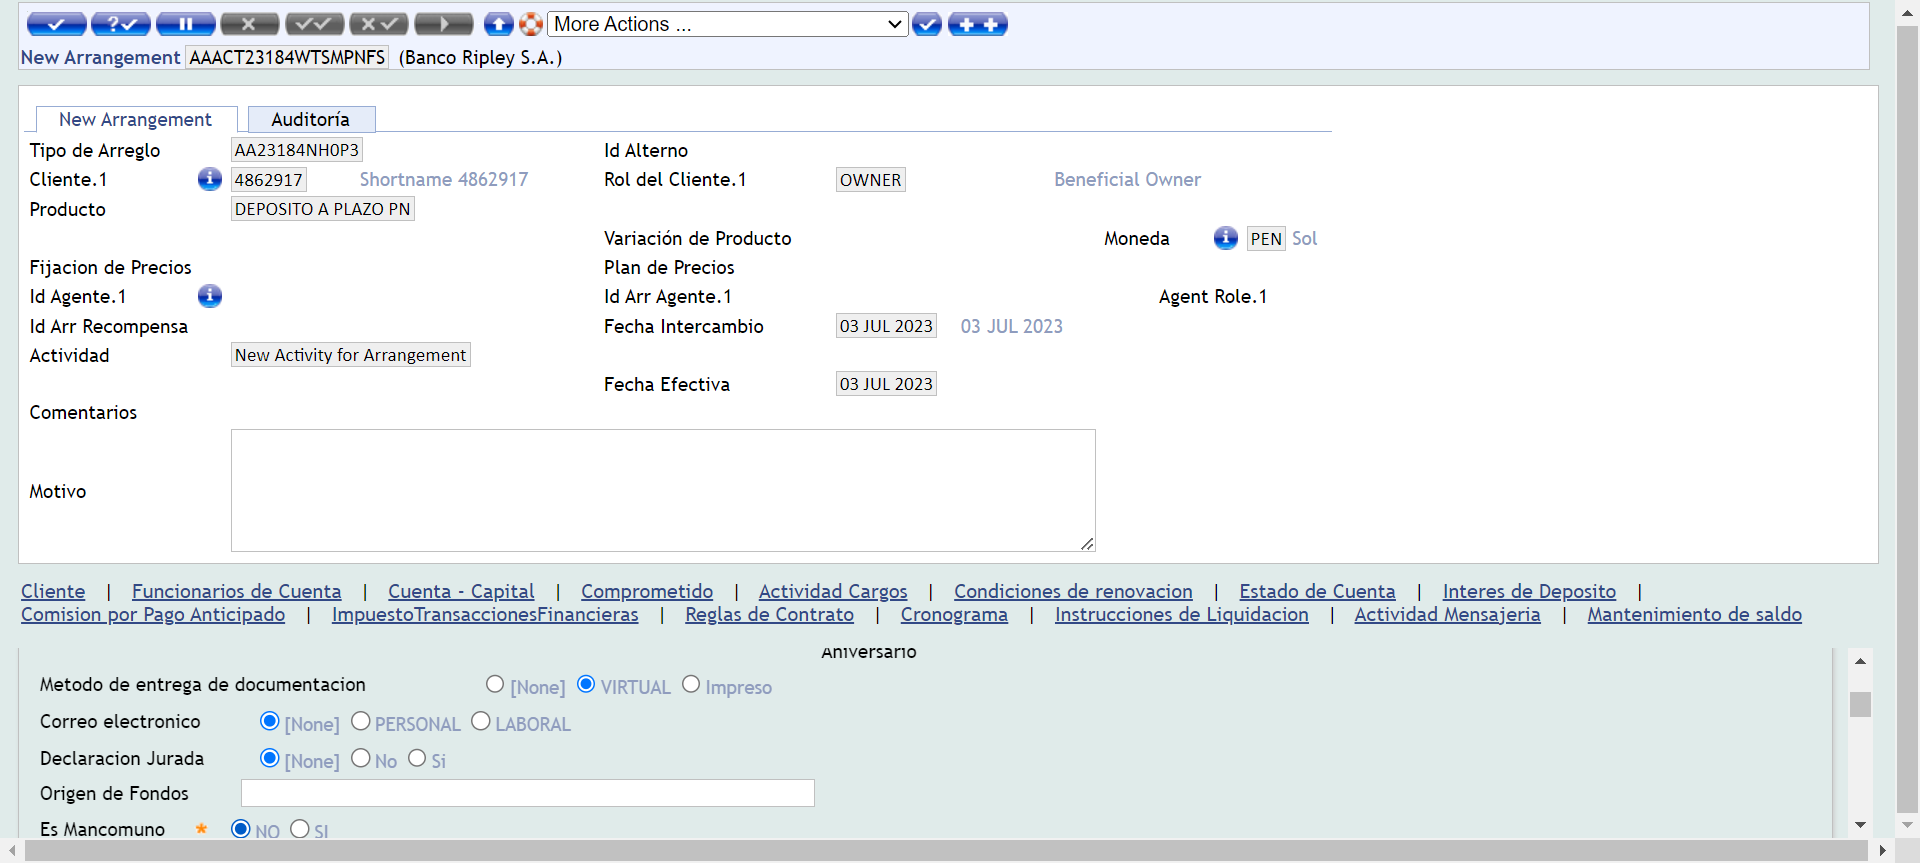 More Actions ...
New Arrangement AAACT23184WTSMPNFS (Banco Ripley S.A.)
New Arrangement Auditoría
Tipo de Arreglo AA23184NH0P3 Id Alterno
Cliente.1 4862917 Shortname 4862917 Rol del Cliente.1 OWNER Beneficial Owner
Producto DEPOSITO A PLAZO PN
Variación de Producto Moneda PEN Sol
Fijacion de Precios Plan de Precios
Id Agente.1 Id Arr Agente.1 Agent Role.1
Id Arr Recompensa Fecha Intercambio 03 JUL 2023 03 JUL 2023
Actividad New Activity for Arrangement
Fecha Efectiva 03 JUL 2023
Comentarios
Motivo
Cliente | Funcionarios de Cuenta | Cuenta - Capital | Comprometido | Actividad Cargos | Condiciones de renovacion | Estado de Cuenta | Interes de Deposito |
Comision por Pago Anticipado | ImpuestoTransaccionesFinancieras | Reglas de Contrato | Cronograma | Instrucciones de Liquidacion | Actividad Mensajeria | Mantenimiento de saldo
Aniversario
Metodo de entrega de documentacion [None] VIRTUAL Impreso
Correo electronico [None] PERSONAL LABORAL
Declaracion Jurada [None] No Si
Origen de Fondos
Es Mancomuno * NO SI